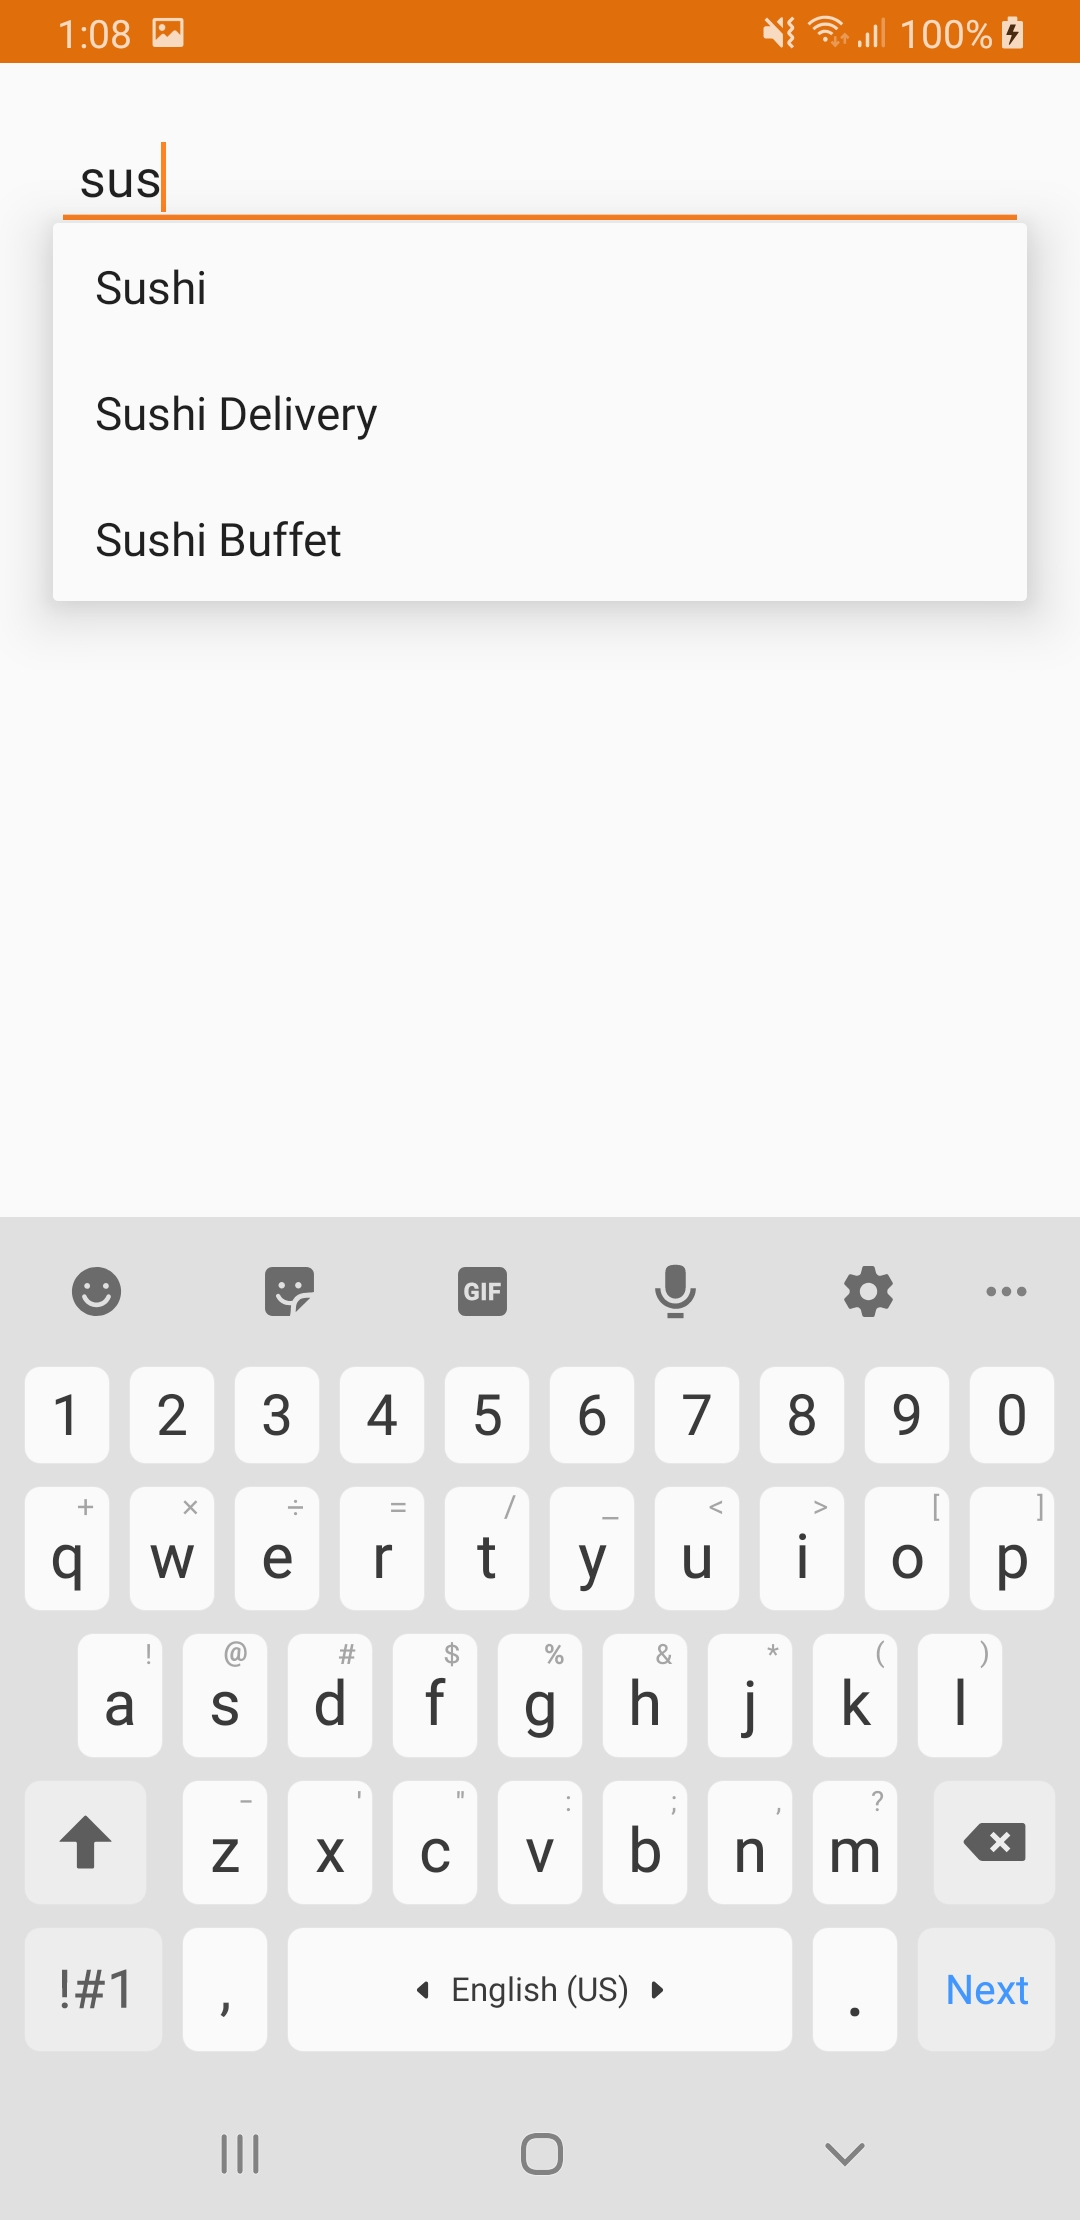 1:08 100%
sus
Sushi
Sushi Delivery
Sushi Buffet
GIF
1 2 3 4 5 6 7 8 9 0
+ × ÷ = / _ < > [ ]
q w e r t y u i o p
! @ # $ % & * ( )
a s d f g h j k l
- ' " : ; , ?
z x c v b n m
!#1 , English (US) . Next